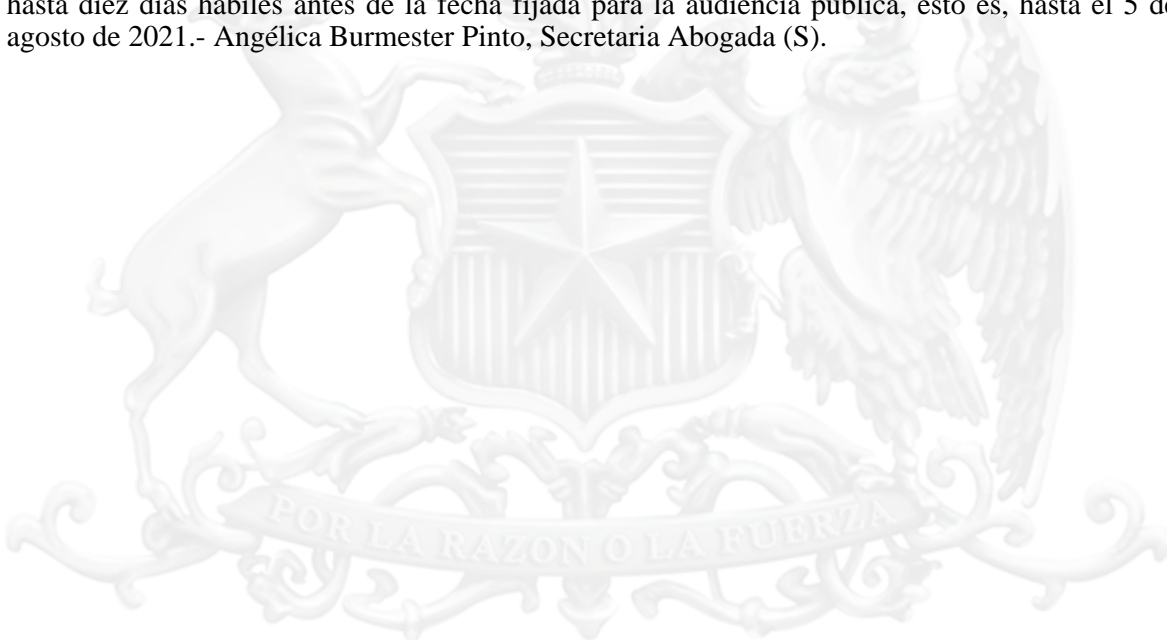 hasta diez días hábiles antes de la fecha fijada para la audiencia pública, esto es, hasta el 5 de
agosto de 2021.- Angélica Burmester Pinto, Secretaria Abogada (S).
POR LA RAZON O LA FUERZA